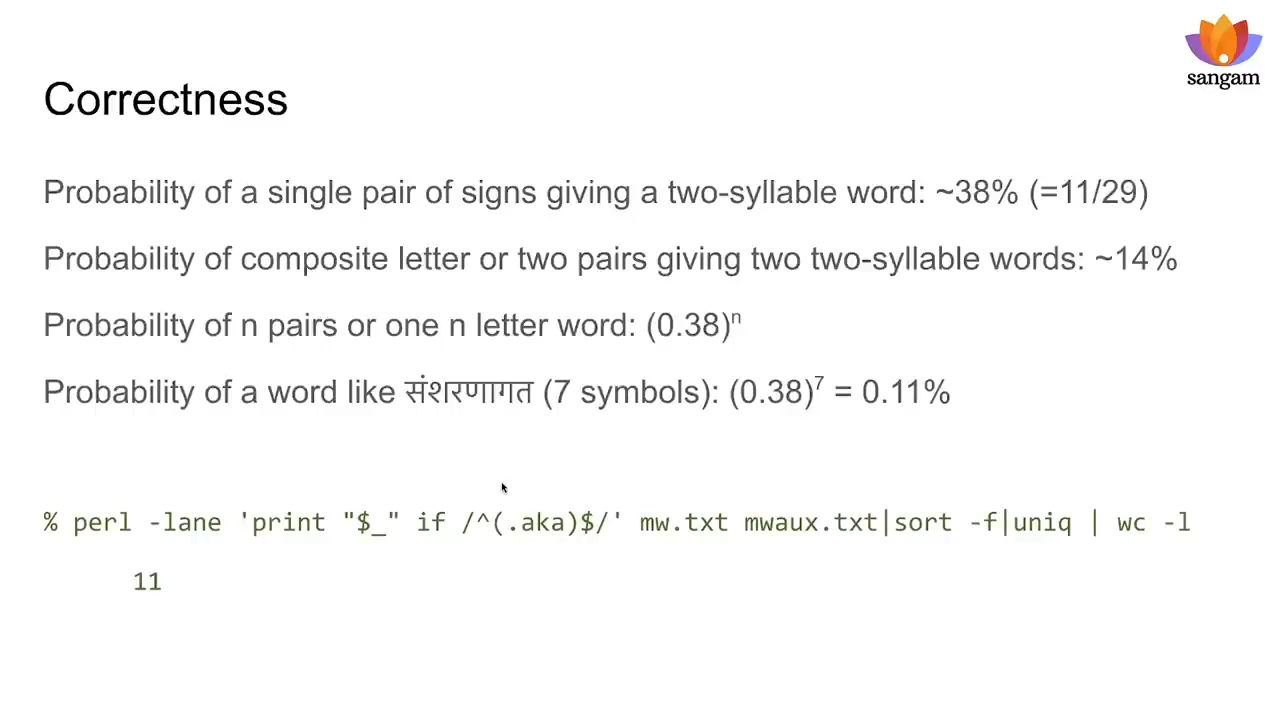 sangam
Correctness
Probability of a single pair of signs giving a two-syllable word: ~38% (=11/29)
Probability of composite letter or two pairs giving two two-syllable words: ~14%
Probability of n pairs or one n letter word: (0.38)ⁿ
Probability of a word like संशरणागत (7 symbols): (0.38)⁷ = 0.11%
% perl -lane 'print "$_" if /^(.aka)$/' mw.txt mwaux.txt|sort -f|uniq | wc -l
11